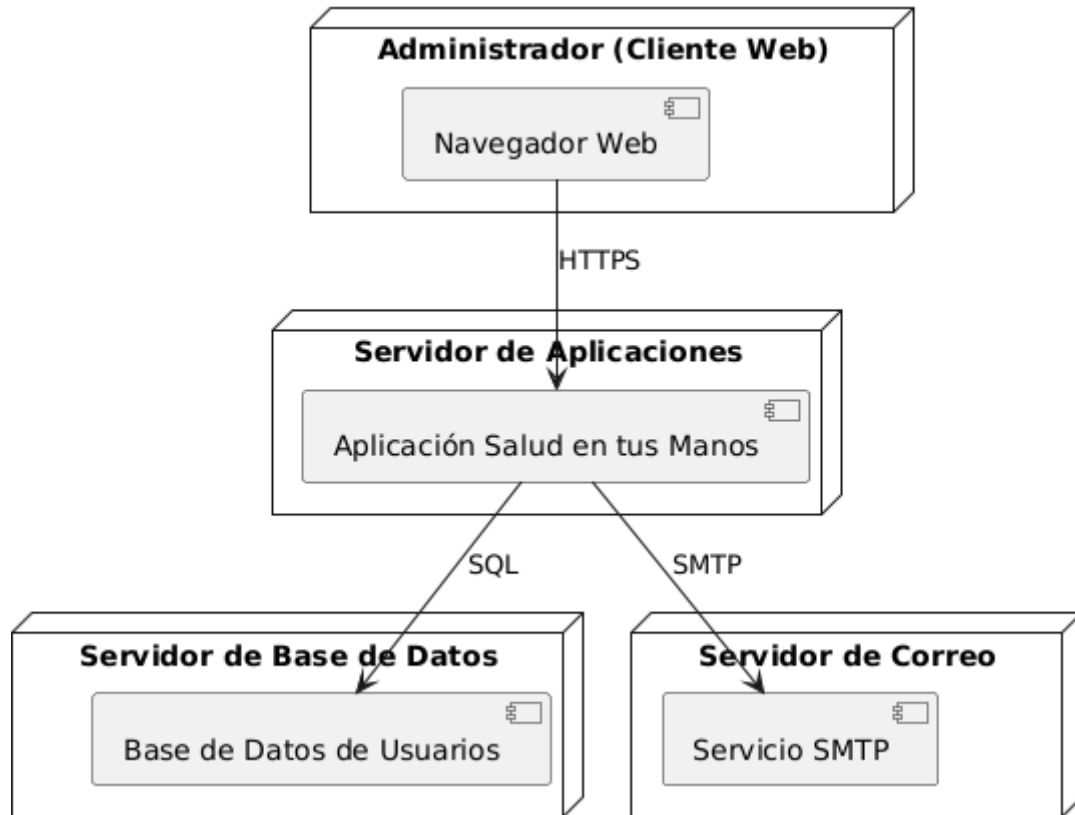 Administrador (Cliente Web)
Navegador Web
HTTPS
Servidor de Aplicaciones
Aplicación Salud en tus Manos
SQL
SMTP
Servidor de Base de Datos
Base de Datos de Usuarios
Servidor de Correo
Servicio SMTP